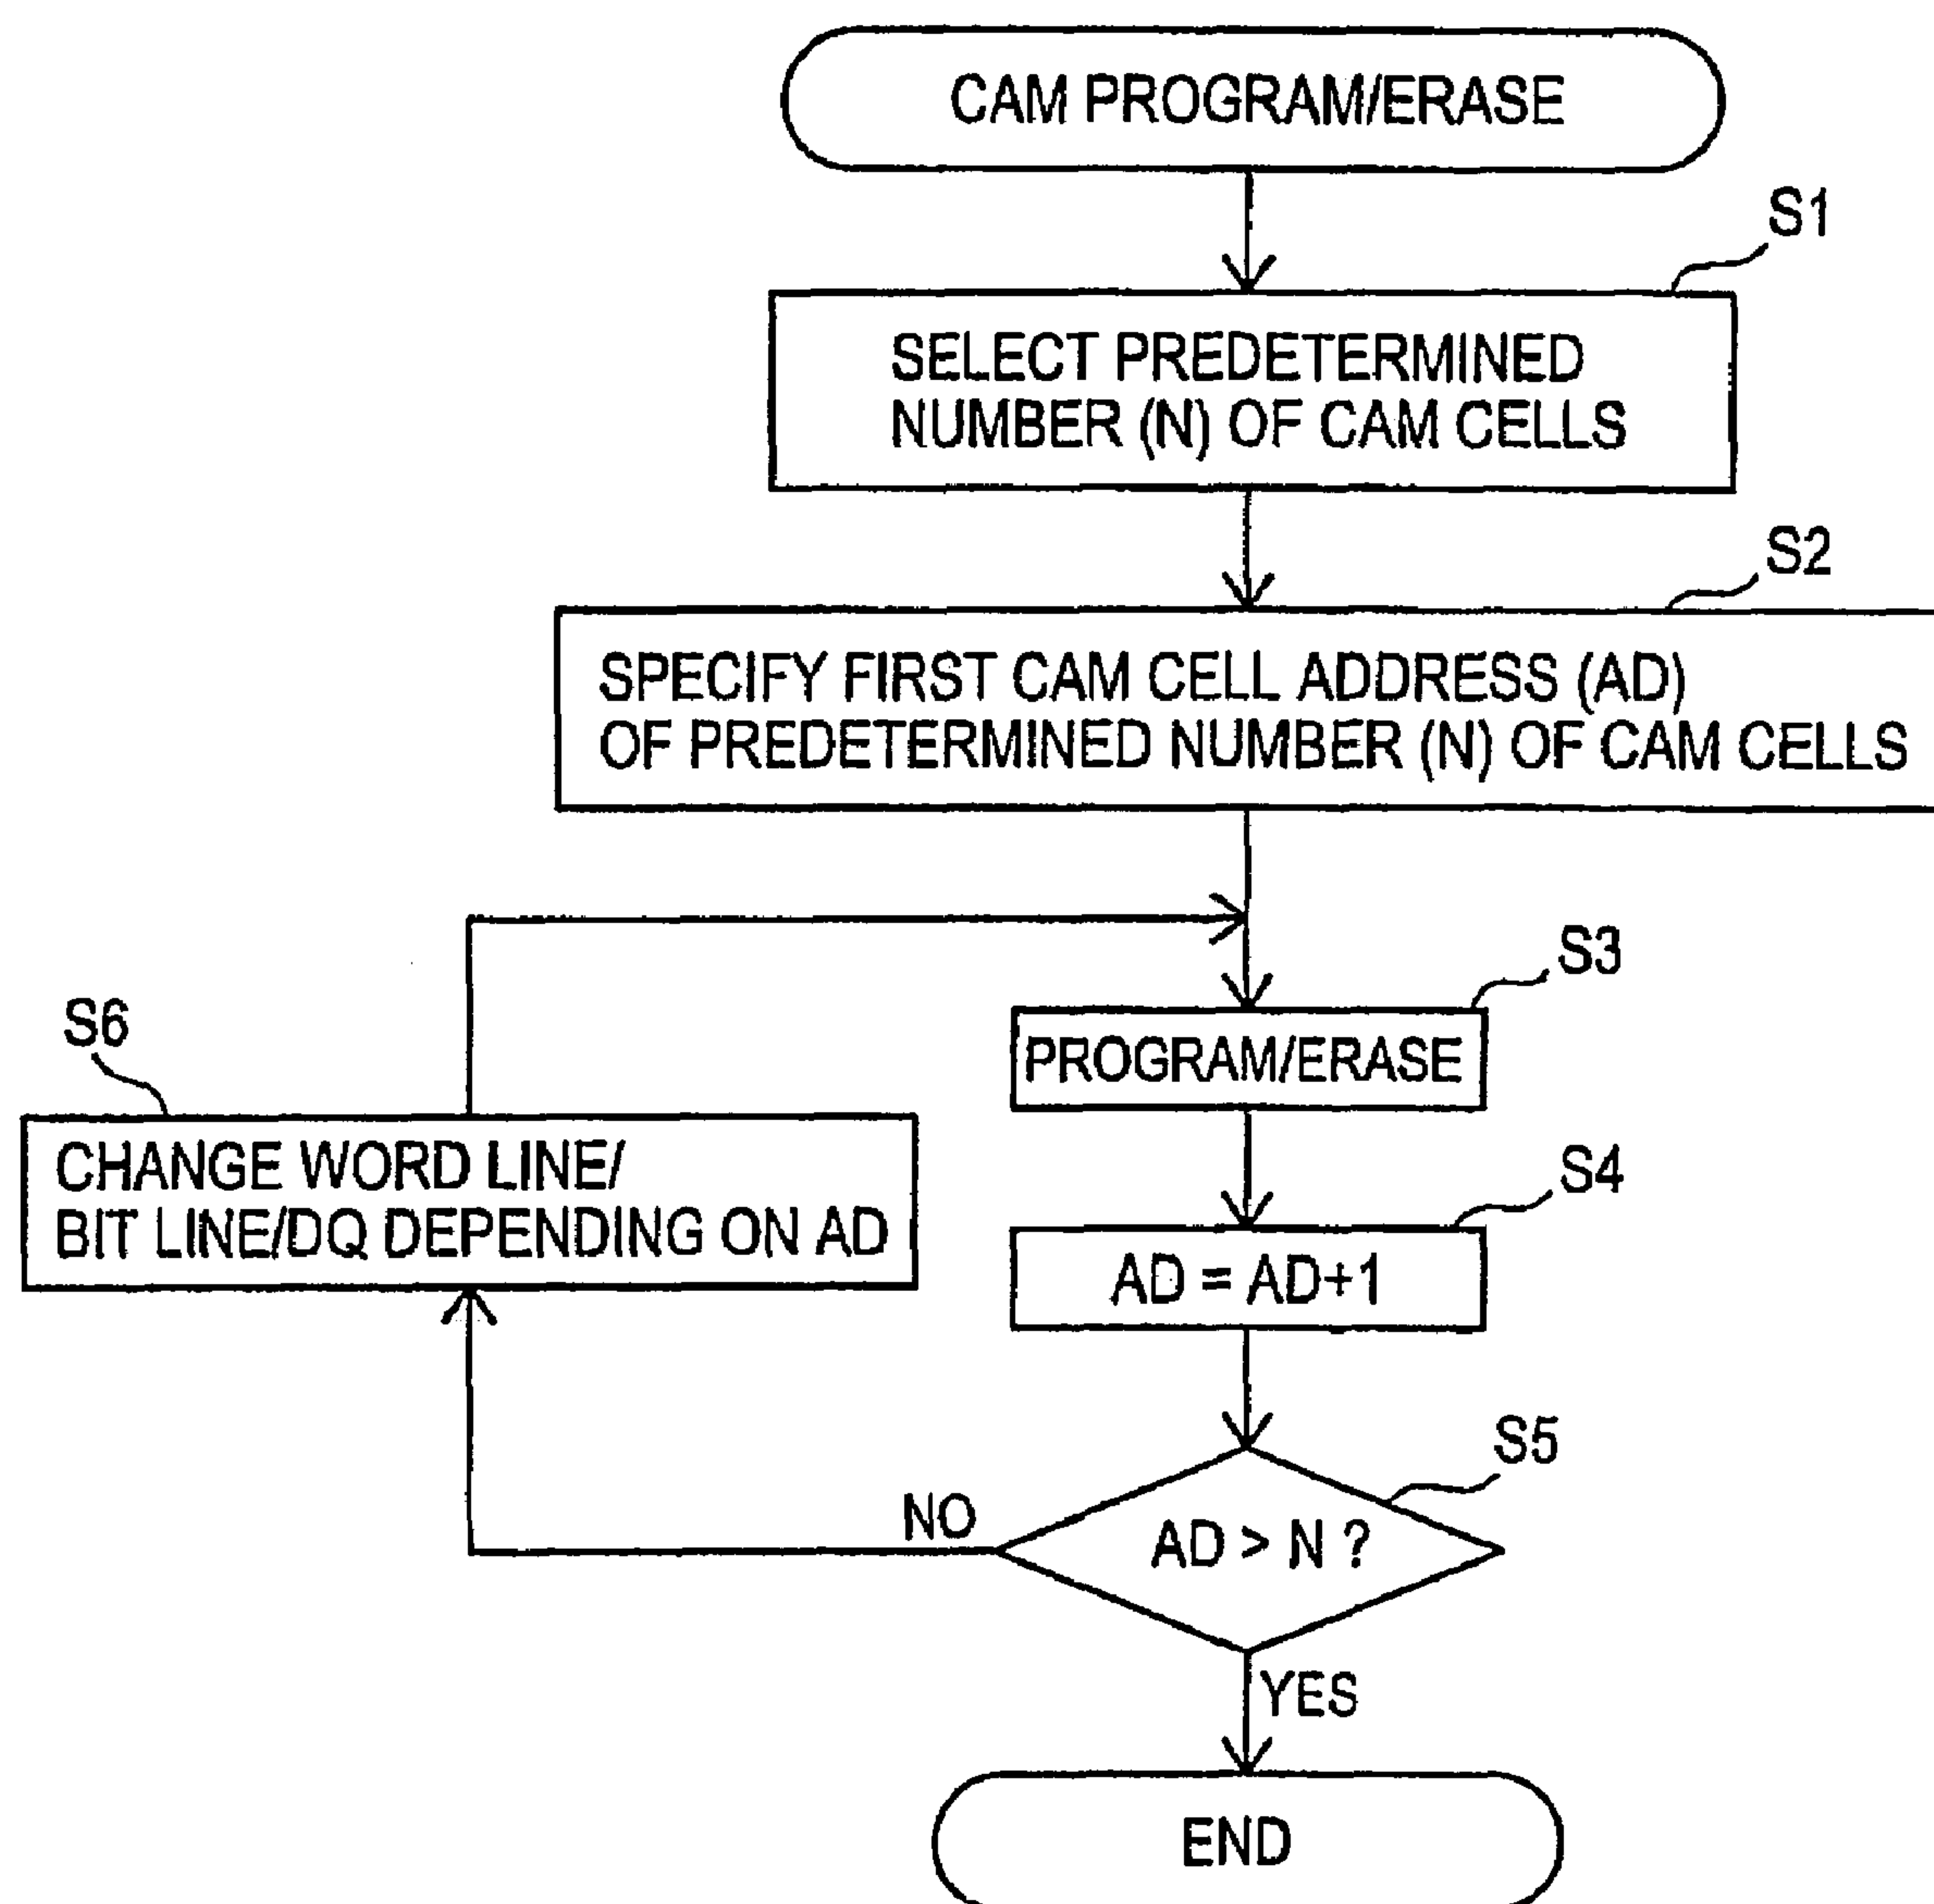 CAM PROGRAM/ERASE
S1
SELECT PREDETERMINED
NUMBER (N) OF CAM CELLS
S2
SPECIFY FIRST CAM CELL ADDRESS (AD)
OF PREDETERMINED NUMBER (N) OF CAM CELLS
S3
PROGRAM/ERASE
S6
CHANGE WORD LINE/
BIT LINE/DQ DEPENDING ON AD
S4
AD = AD+1
S5
AD > N ?
NO
YES
END